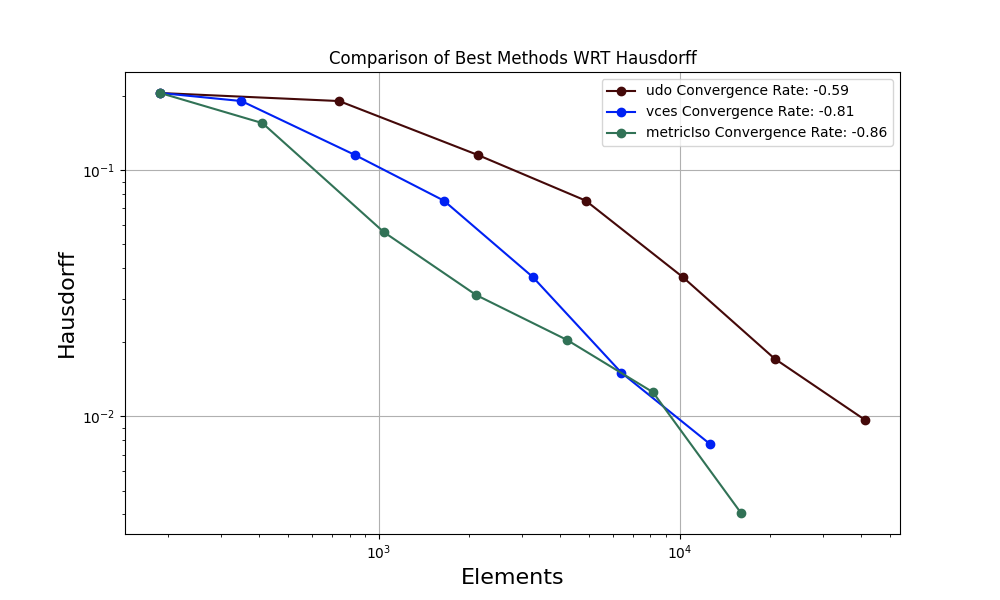 Comparison of Best Methods WRT Hausdorff
udo Convergence Rate: -0.59
vces Convergence Rate: -0.81
metricIso Convergence Rate: -0.86
Hausdorff
10⁻¹
10⁻²
10³
10⁴
Elements